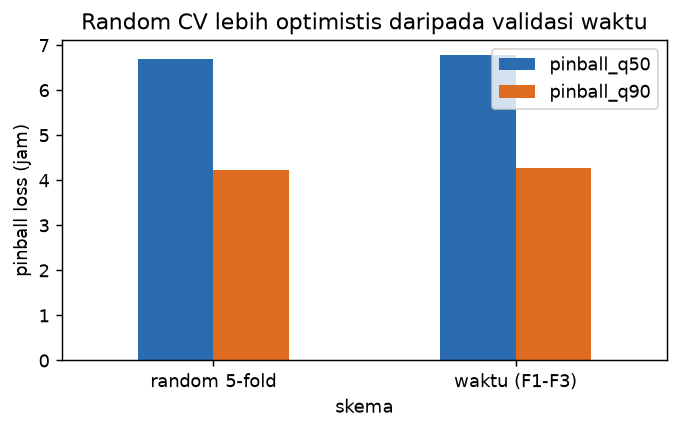 Random CV lebih optimistis daripada validasi waktu
pinball loss (jam)
7
6
5
4
3
2
1
0
pinball_q50
pinball_q90
random 5-fold
waktu (F1-F3)
skema